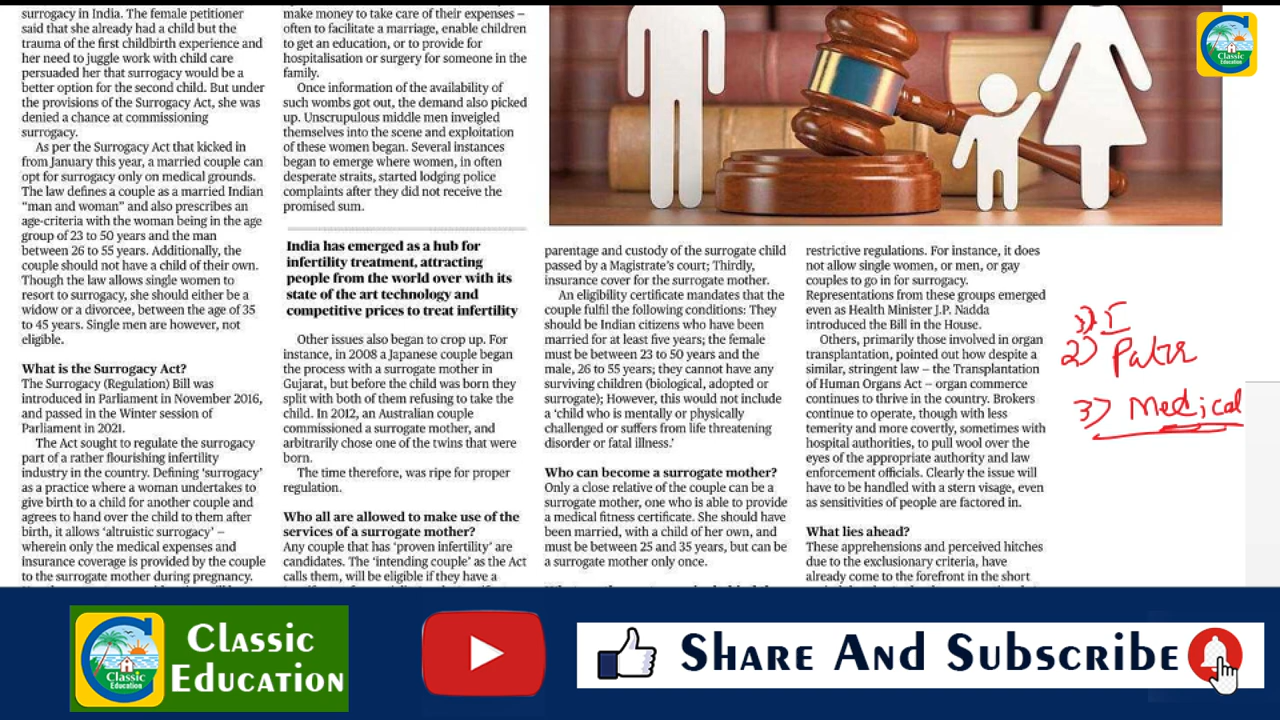 surrogacy in India. The female petitioner
said that she already had a child but the
trauma of the first childbirth experience and
her need to juggle work with child care
persuaded her that surrogacy would be a
better option for the second child. But under
the provisions of the Surrogacy Act, she was
denied a chance at commissioning
surrogacy.
As per the Surrogacy Act that kicked in
from January this year, a married couple can
opt for surrogacy only on medical grounds.
The law defines a couple as a married Indian
“man and woman” and also prescribes an
age-criteria with the woman being in the age
group of 23 to 50 years and the man
between 26 to 55 years. Additionally, the
couple should not have a child of their own.
Though the law allows single women to
resort to surrogacy, she should either be a
widow or a divorcee, between the age of 35
to 45 years. Single men are however, not
eligible.
What is the Surrogacy Act?
The Surrogacy (Regulation) Bill was
introduced in Parliament in November 2016,
and passed in the Winter session of
Parliament in 2021.
The Act sought to regulate the surrogacy
part of a rather flourishing infertility
industry in the country. Defining ‘surrogacy’
as a practice where a woman undertakes to
give birth to a child for another couple and
agrees to hand over the child to them after
birth, it allows ‘altruistic surrogacy’ –
wherein only the medical expenses and
insurance coverage is provided by the couple
to the surrogate mother during pregnancy.
make money to take care of their expenses –
often to facilitate a marriage, enable children
to get an education, or to provide for
hospitalisation or surgery for someone in the
family.
Once information of the availability of
such wombs got out, the demand also picked
up. Unscrupulous middle men inveigled
themselves into the scene and exploitation
of these women began. Several instances
began to emerge where women, in often
desperate straits, started lodging police
complaints after they did not receive the
promised sum.
India has emerged as a hub for
infertility treatment, attracting
people from the world over with its
state of the art technology and
competitive prices to treat infertility
Other issues also began to crop up. For
instance, in 2008 a Japanese couple began
the process with a surrogate mother in
Gujarat, but before the child was born they
split with both of them refusing to take the
child. In 2012, an Australian couple
commissioned a surrogate mother, and
arbitrarily chose one of the twins that were
born.
The time therefore, was ripe for proper
regulation.
Who all are allowed to make use of the
services of a surrogate mother?
Any couple that has ‘proven infertility’ are
candidates. The ‘intending couple’ as the Act
calls them, will be eligible if they have a
parentage and custody of the surrogate child
passed by a Magistrate’s court; Thirdly,
insurance cover for the surrogate mother.
An eligibility certificate mandates that the
couple fulfil the following conditions: They
should be Indian citizens who have been
married for at least five years; the female
must be between 23 to 50 years and the
male, 26 to 55 years; they cannot have any
surviving children (biological, adopted or
surrogate); However, this would not include
a ‘child who is mentally or physically
challenged or suffers from life threatening
disorder or fatal illness.’
Who can become a surrogate mother?
Only a close relative of the couple can be a
surrogate mother, one who is able to provide
a medical fitness certificate. She should have
been married, with a child of her own, and
must be between 25 and 35 years, but can be
a surrogate mother only once.
restrictive regulations. For instance, it does
not allow single women, or men, or gay
couples to go in for surrogacy.
Representations from these groups emerged
even as Health Minister J.P. Nadda
introduced the Bill in the House.
Others, primarily those involved in organ
transplantation, pointed out how despite a
similar, stringent law – the Transplantation
of Human Organs Act – organ commerce
continues to thrive in the country. Brokers
continue to operate, though with less
temerity and more covertly, sometimes with
hospital authorities, to pull wool over the
eyes of the appropriate authority and law
enforcement officials. Clearly the issue will
have to be handled with a stern visage, even
as sensitivities of people are factored in.
What lies ahead?
These apprehensions and perceived hitches
due to the exclusionary criteria, have
already come to the forefront in the short
2)
3) Medical
Classic
Education
Classic
Education
Classic
Education
Share And Subscribe